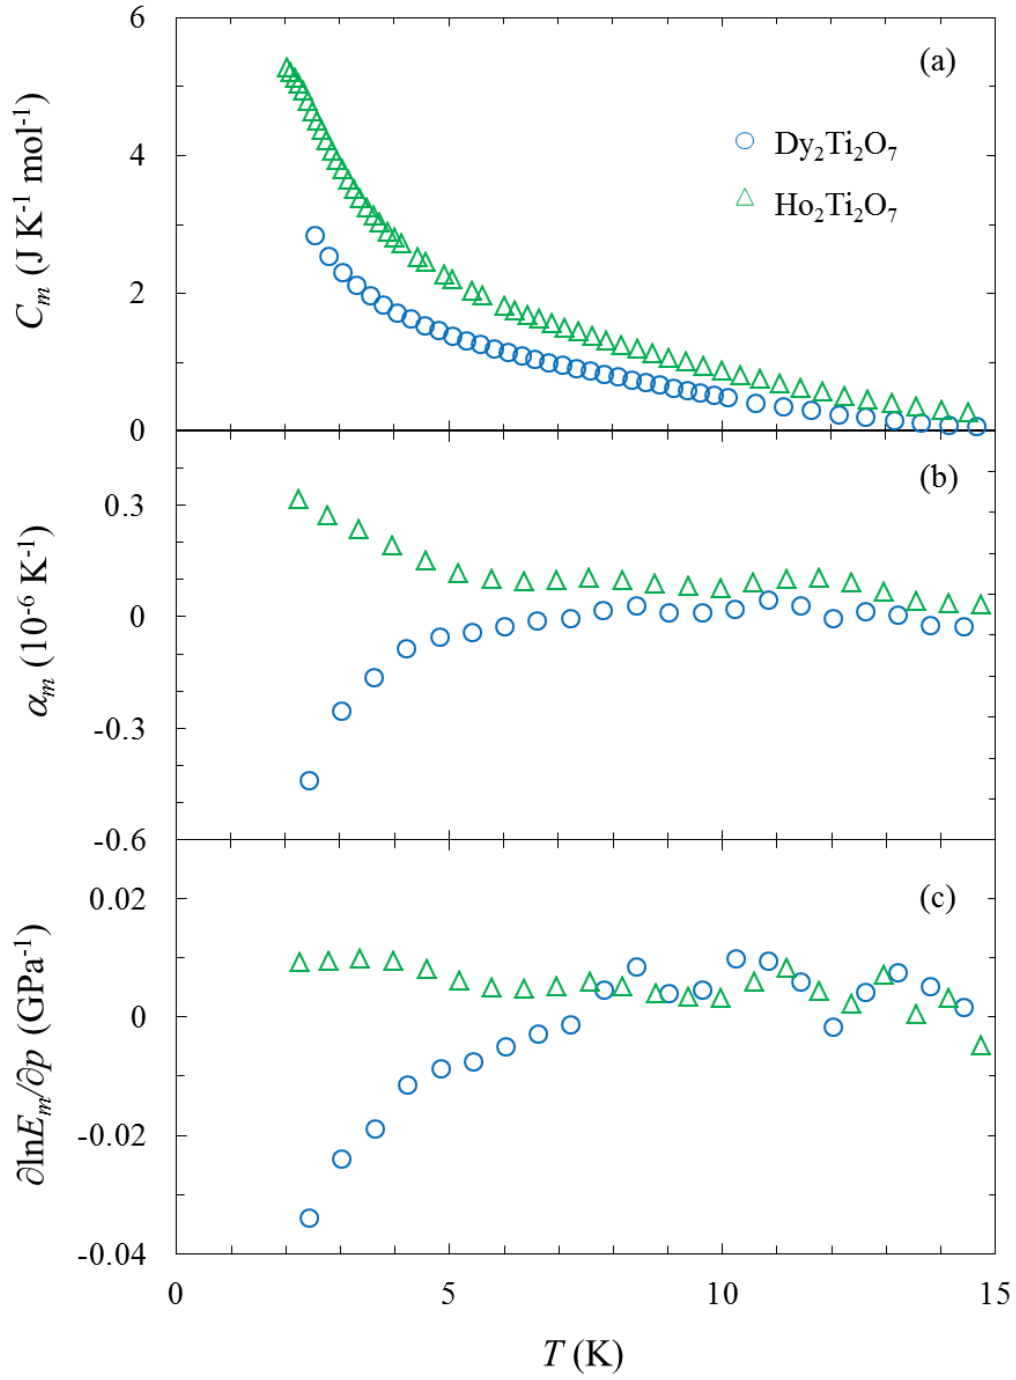 6
(a)
Dy₂Ti₂O₇
4
Ho₂Ti₂O₇
2
0
Cₘ (J K⁻¹ mol⁻¹)
(b)
0.3
0
-0.3
-0.6
αₘ (10⁻⁶ K⁻¹)
(c)
0.02
0
-0.02
-0.04
∂lnEₘ/∂p (GPa⁻¹)
0 5 10 15
T (K)